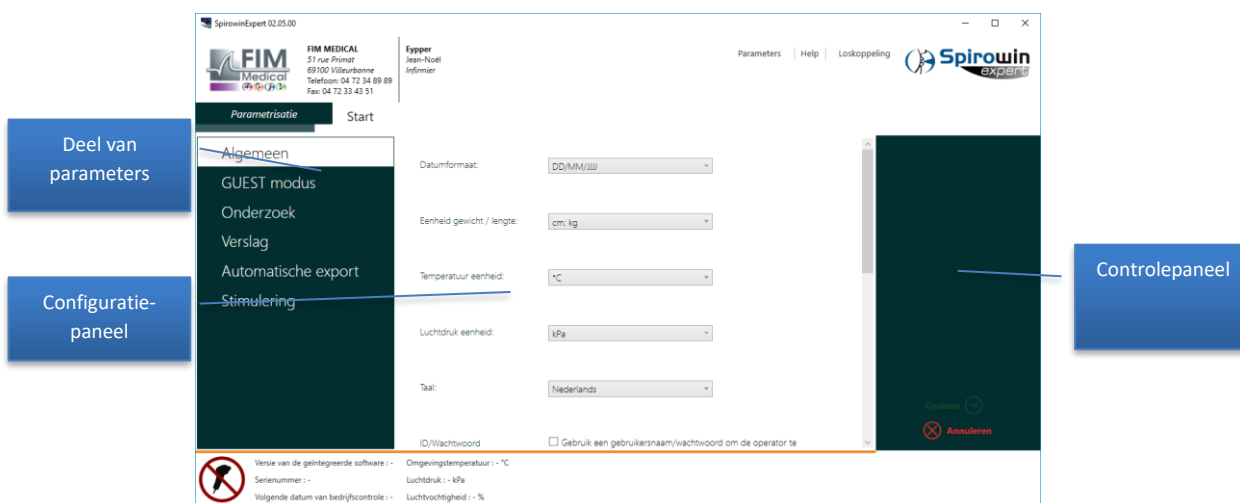 SpirowinExpert 02.05.00
FIM
Medical
FIM MEDICAL
51 rue Primat
69100 Villeurbanne
Telefoon: 04 72 34 89 89
Fax: 04 72 33 43 51
Eypper
Jean-Noël
Infirmier
Parameters
Help
Loskoppeling
Spirowin
expert
Parametrisatie
Start
Deel van
parameters
Configuratie-
paneel
Controlepaneel
Algemeen
GUEST modus
Onderzoek
Verslag
Automatische export
Stimulering
Datumformaat:
DD/MM/JJJJ
Eenheid gewicht / lengte:
cm: kg
Temperatuur eenheid:
°C
Luchtdruk eenheid:
kPa
Taal:
Nederlands
ID/Wachtwoord
Gebruik een gebruikersnaam/wachtwoord om de operator te
Opslaan
Annuleren
Versie van de geïntegreerde software : -
Omgevingstemperatuur : - °C
Serienummer : -
Luchtdruk : - kPa
Volgende datum van bedrijfscontrole : -
Luchtvochtigheid : - %